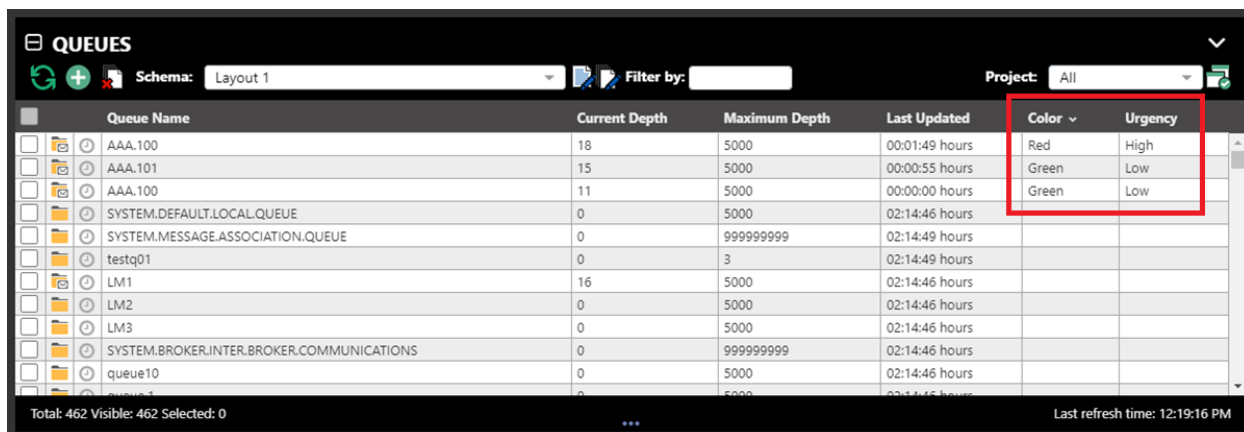 QUEUES
Schema: Layout 1 Filter by: Project: All
Queue Name Current Depth Maximum Depth Last Updated Color Urgency
AAA.100 18 5000 00:01:49 hours Red High
AAA.101 15 5000 00:00:55 hours Green Low
AAA.100 11 5000 00:00:00 hours Green Low
SYSTEM.DEFAULT.LOCAL.QUEUE 0 5000 02:14:46 hours
SYSTEM.MESSAGE.ASSOCIATION.QUEUE 0 999999999 02:14:49 hours
testq01 0 3 02:14:49 hours
LM1 16 5000 02:14:46 hours
LM2 0 5000 02:14:46 hours
LM3 0 5000 02:14:46 hours
SYSTEM.BROKER.INTER.BROKER.COMMUNICATIONS 0 999999999 02:14:46 hours
queue10 0 5000 02:14:46 hours
Total: 462 Visible: 462 Selected: 0 Last refresh time: 12:19:16 PM